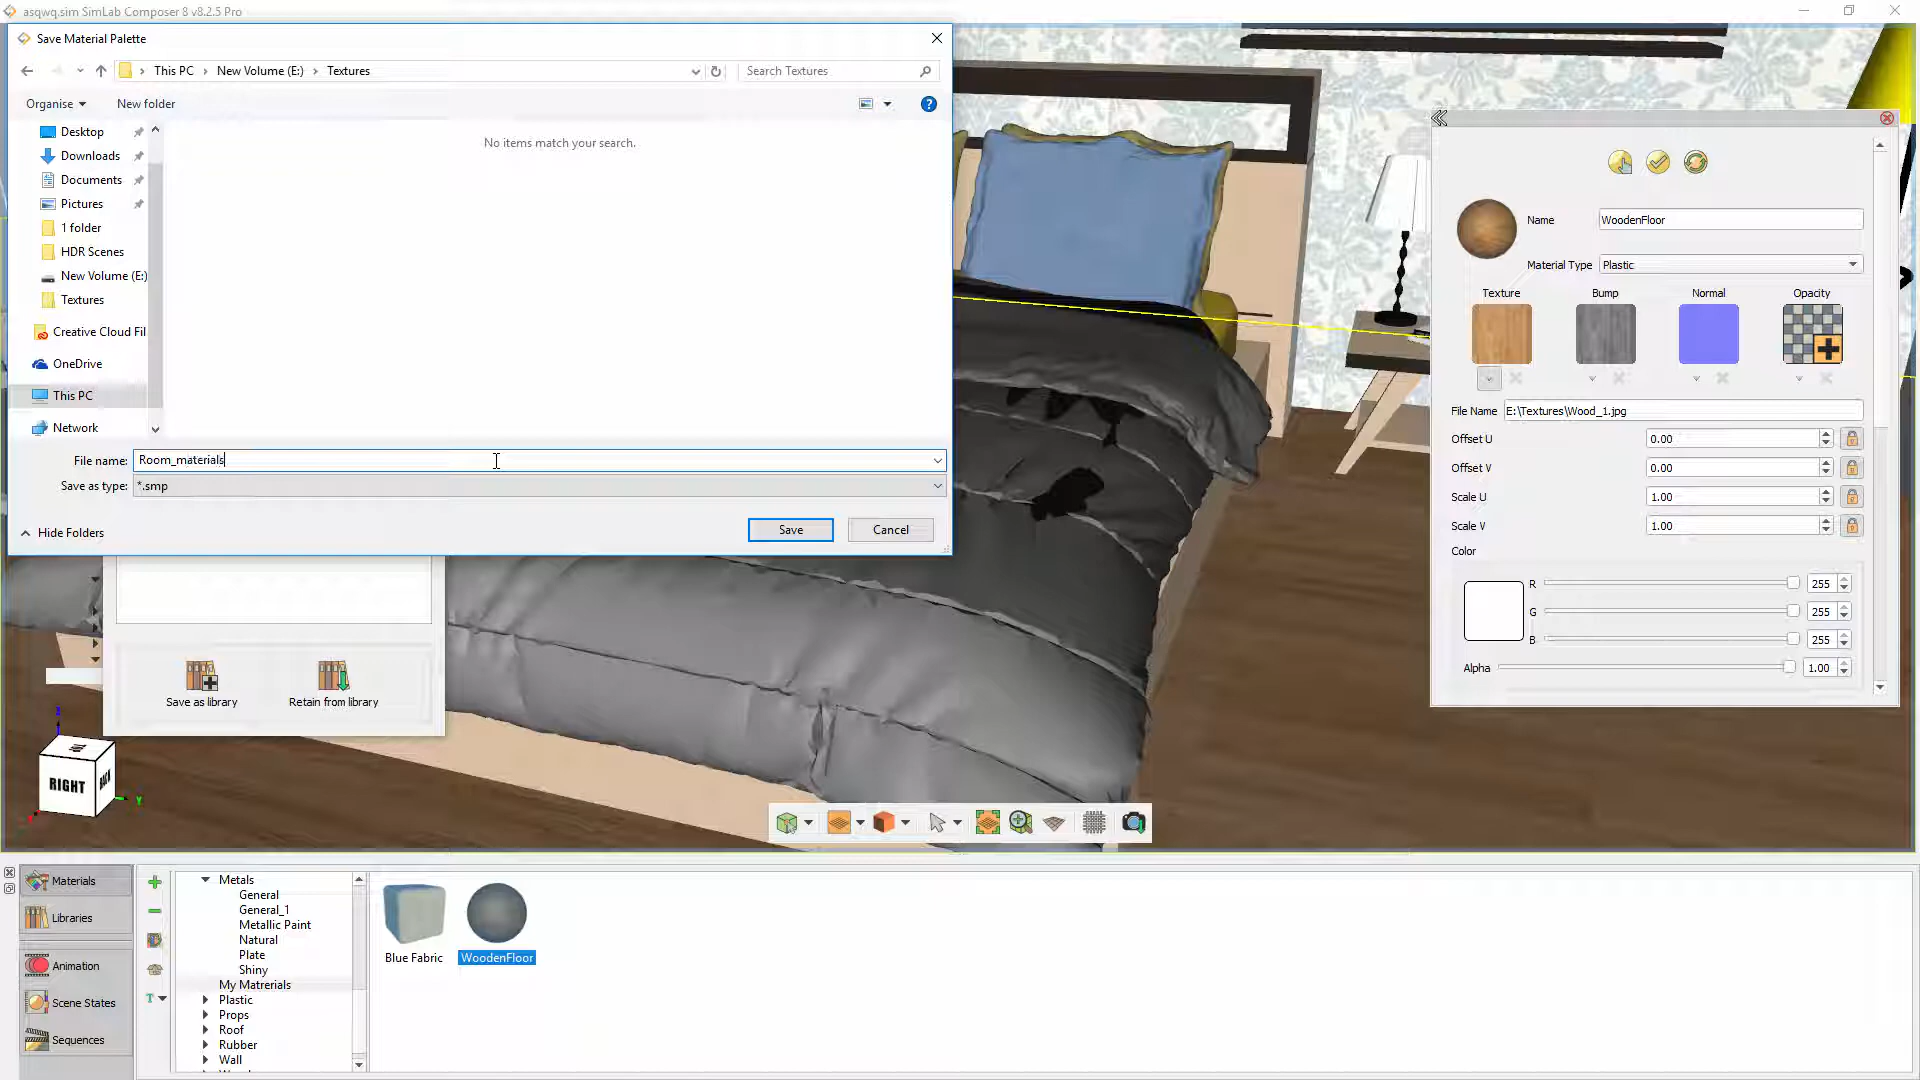 asqwq.sim SimLab Composer 8 v8.2.5 Pro
Save Material Palette
This PC
New Volume (E:)
Textures
Search Textures
Organise
New folder
?
Desktop
Downloads
Documents
Pictures
1 folder
HDR Scenes
New Volume (E:)
Textures
Creative Cloud Fil
OneDrive
This PC
Network
No items match your search.
File name: Room_materials
Save as type: *.smp
Hide Folders
Save
Cancel
Save as library
Retain from library
Z
RIGHT
BACK
Y
Name WoodenFloor
Material Type Plastic
Texture Bump Normal Opacity
File Name E:\Textures\Wood_1.jpg
Offset U 0.00
Offset V 0.00
Scale U 1.00
Scale V 1.00
Color
R 255
G 255
B 255
Alpha 1.00
Materials
Libraries
Animation
Scene States
Sequences
T
Metals
General
General_1
Metallic Paint
Natural
Plate
Shiny
My Matrerials
Plastic
Props
Roof
Rubber
Wall
Blue Fabric
WoodenFloor